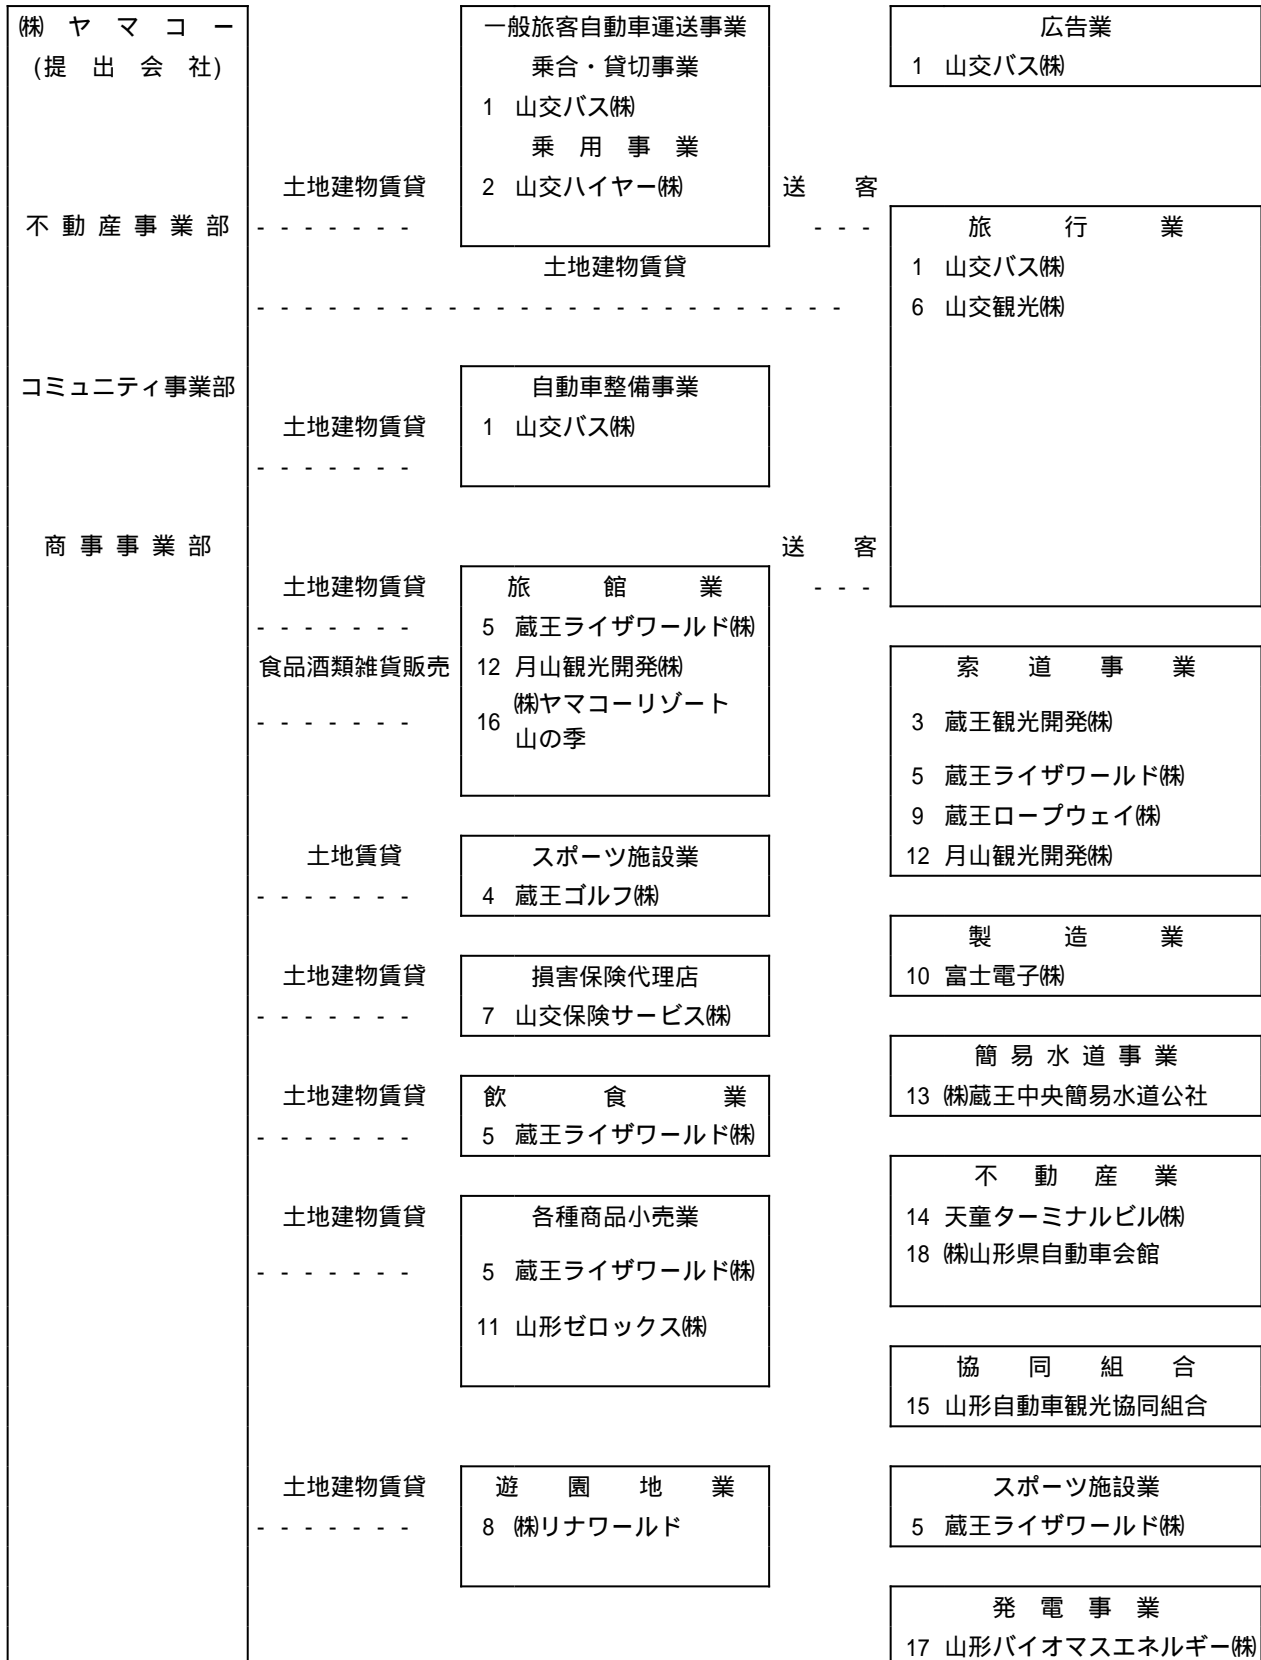 ㈱ヤマコー
(提出会社)
不動産事業部
コミュニティ事業部
商事事業部
土地建物賃貸
一般旅客自動車運送事業
乗合・貸切事業
1 山交バス㈱
乗用事業
2 山交ハイヤー㈱
送客
土地建物賃貸
土地建物賃貸
自動車整備事業
1 山交バス㈱
送客
土地建物賃貸
食品酒類雑貨販売
旅館業
5 蔵王ライザワールド㈱
12 月山観光開発㈱
16 ㈱ヤマコーリゾート
山の季
土地賃貸
スポーツ施設業
4 蔵王ゴルフ㈱
土地建物賃貸
損害保険代理店
7 山交保険サービス㈱
土地建物賃貸
飲食業
5 蔵王ライザワールド㈱
土地建物賃貸
各種商品小売業
5 蔵王ライザワールド㈱
11 山形ゼロックス㈱
土地建物賃貸
遊園地業
8 ㈱リナワールド
広告業
1 山交バス㈱
旅行業
1 山交バス㈱
6 山交観光㈱
索道事業
3 蔵王観光開発㈱
5 蔵王ライザワールド㈱
9 蔵王ロープウェイ㈱
12 月山観光開発㈱
製造業
10 富士電子㈱
簡易水道事業
13 ㈱蔵王中央簡易水道公社
不動産業
14 天童ターミナルビル㈱
18 ㈱山形県自動車会館
協同組合
15 山形自動車観光協同組合
スポーツ施設業
5 蔵王ライザワールド㈱
発電事業
17 山形バイオマスエネルギー㈱